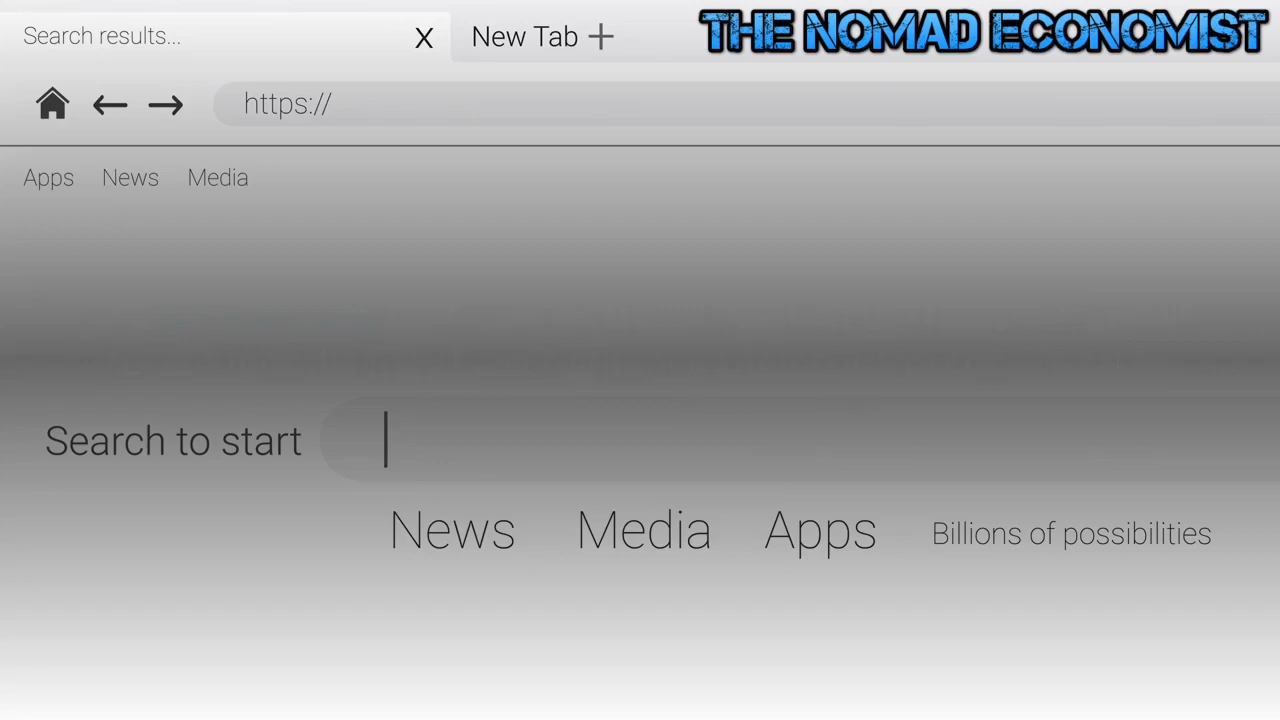 Search results... X New Tab + THE NOMAD ECONOMIST
https://
Apps News Media
Search to start
News Media Apps Billions of possibilities